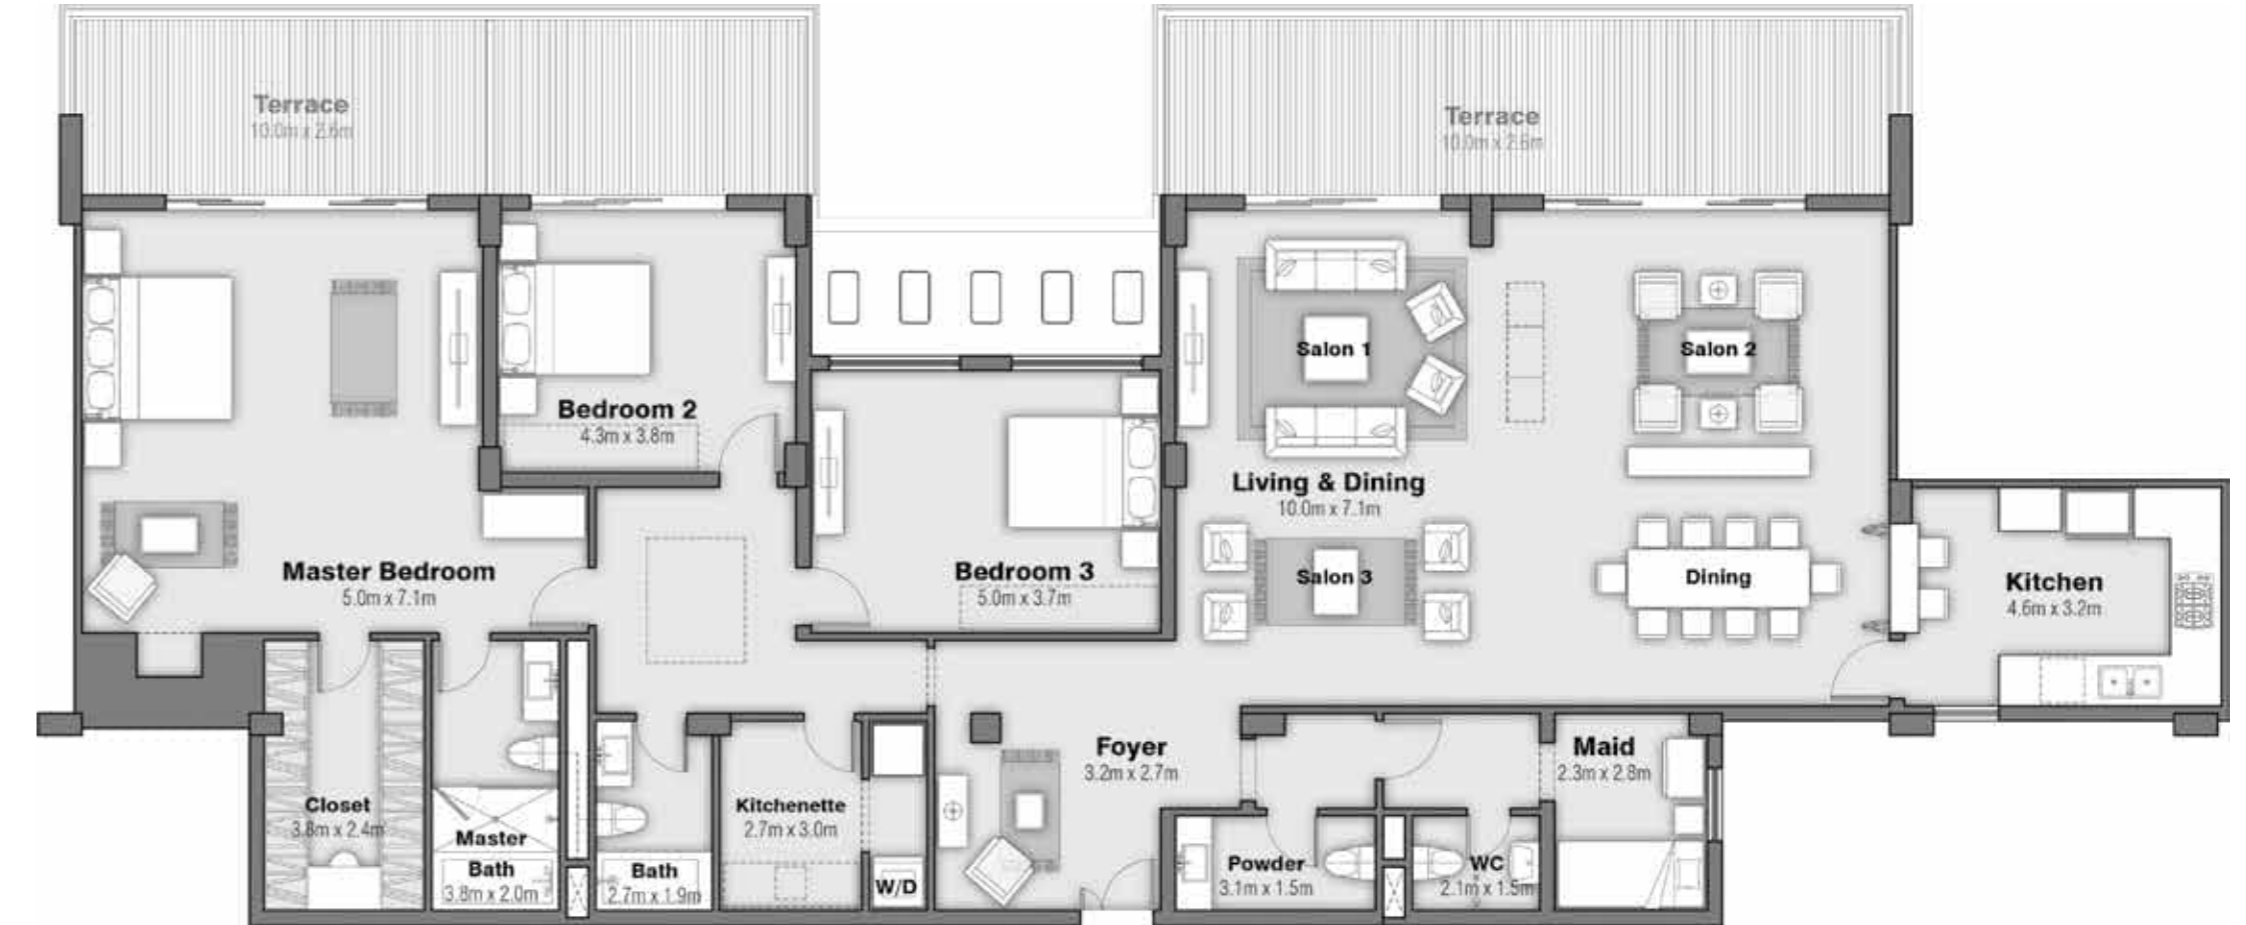 Terrace
10.0m x 2.6m
Terrace
10.0m x 2.6m
Salon 1
Salon 2
Bedroom 2
4.3m x 3.8m
Living & Dining
10.0m x 7.1m
Master Bedroom
5.0m x 7.1m
Bedroom 3
5.0m x 3.7m
Salon 3
Dining
Kitchen
4.6m x 3.2m
Foyer
3.2m x 2.7m
Maid
2.3m x 2.8m
Closet
3.8m x 2.4m
Master
Bath
3.8m x 2.0m
Bath
2.7m x 1.9m
Kitchenette
2.7m x 3.0m
W/D
Powder
3.1m x 1.5m
WC
2.1m x 1.5m